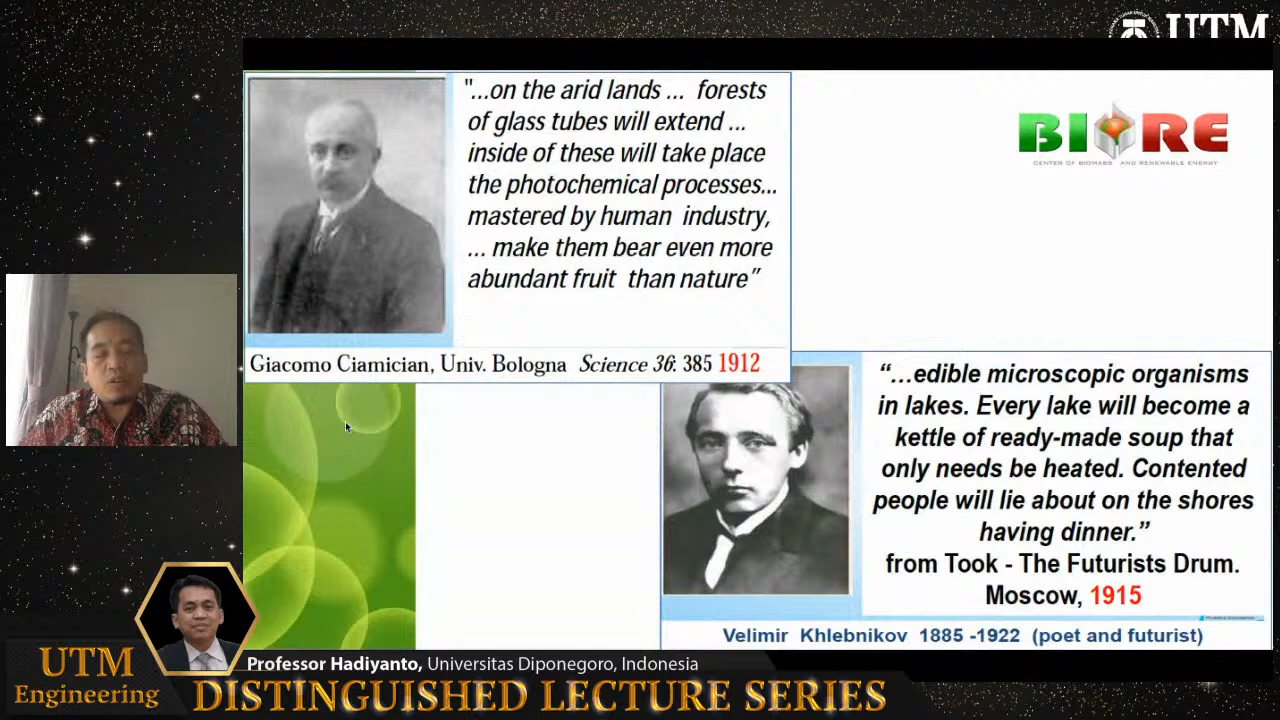 UTM
"...on the arid lands ... forests
of glass tubes will extend ...
inside of these will take place
the photochemical processes...
mastered by human industry,
... make them bear even more
abundant fruit than nature”
Giacomo Ciamician, Univ. Bologna Science 36: 385 1912
BIORE
CENTER OF BIOMASS AND RENEWABLE ENERGY
“...edible microscopic organisms
in lakes. Every lake will become a
kettle of ready-made soup that
only needs be heated. Contented
people will lie about on the shores
having dinner.”
from Took - The Futurists Drum.
Moscow, 1915
Velimir Khlebnikov 1885 -1922 (poet and futurist)
Professor Hadiyanto, Universitas Diponegoro, Indonesia
UTM
Engineering
DISTINGUISHED LECTURE SERIES